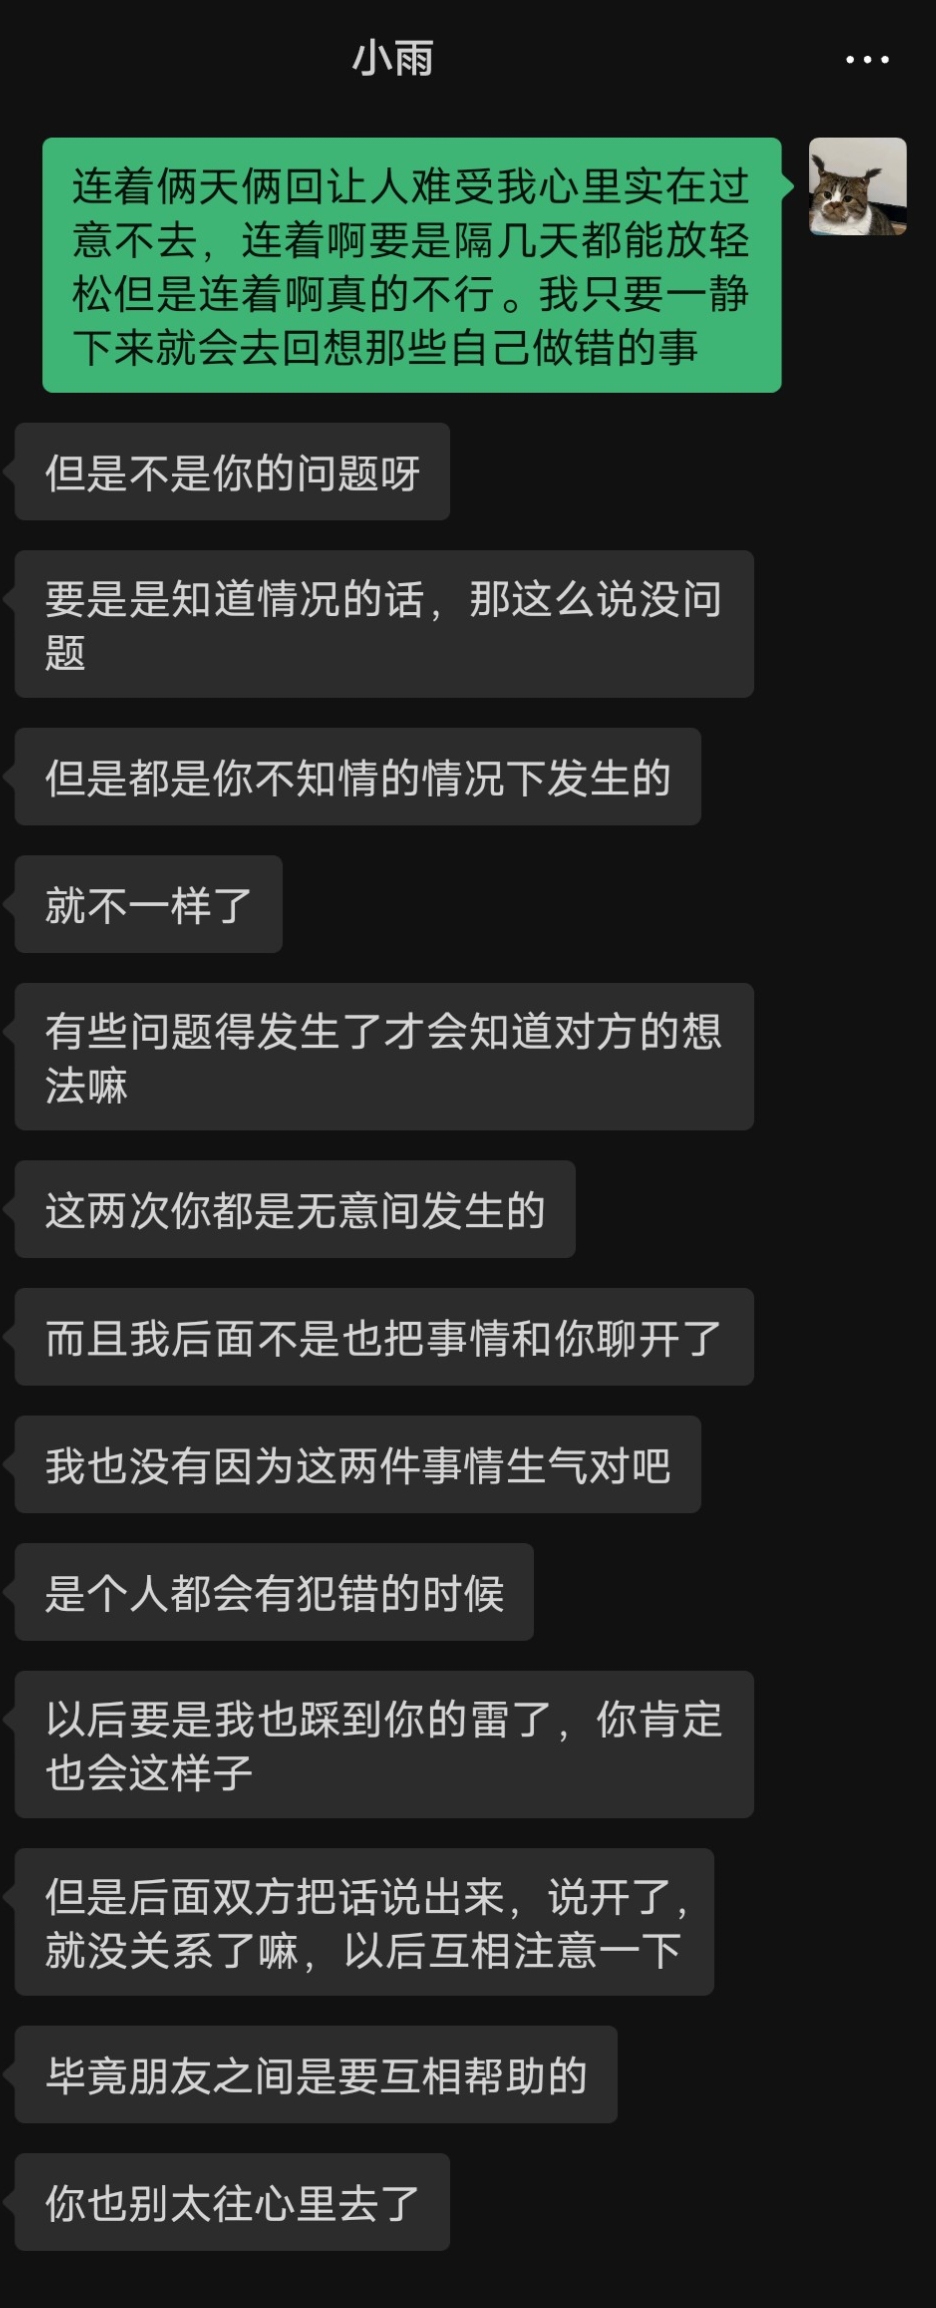 小雨
连着俩天俩回让人难受我心里实在过
意不去，连着啊要是隔几天都能放轻
松但是连着啊真的不行。我只要一静
下来就会去回想那些自己做错的事
但是不是你的问题呀
要是是知道情况的话，那这么说没问
题
但是都是你不知情的情况下发生的
就不一样了
有些问题得发生了才会知道对方的想
法嘛
这两次你都是无意间发生的
而且我后面不是也把事情和你聊开了
我也没有因为这两件事情生气对吧
是个人都会有犯错的时候
以后要是我也踩到你的雷了，你肯定
也会这样子
但是后面双方把话说出来，说开了，
就没关系了嘛，以后互相注意一下
毕竟朋友之间是要互相帮助的
你也别太往心里去了